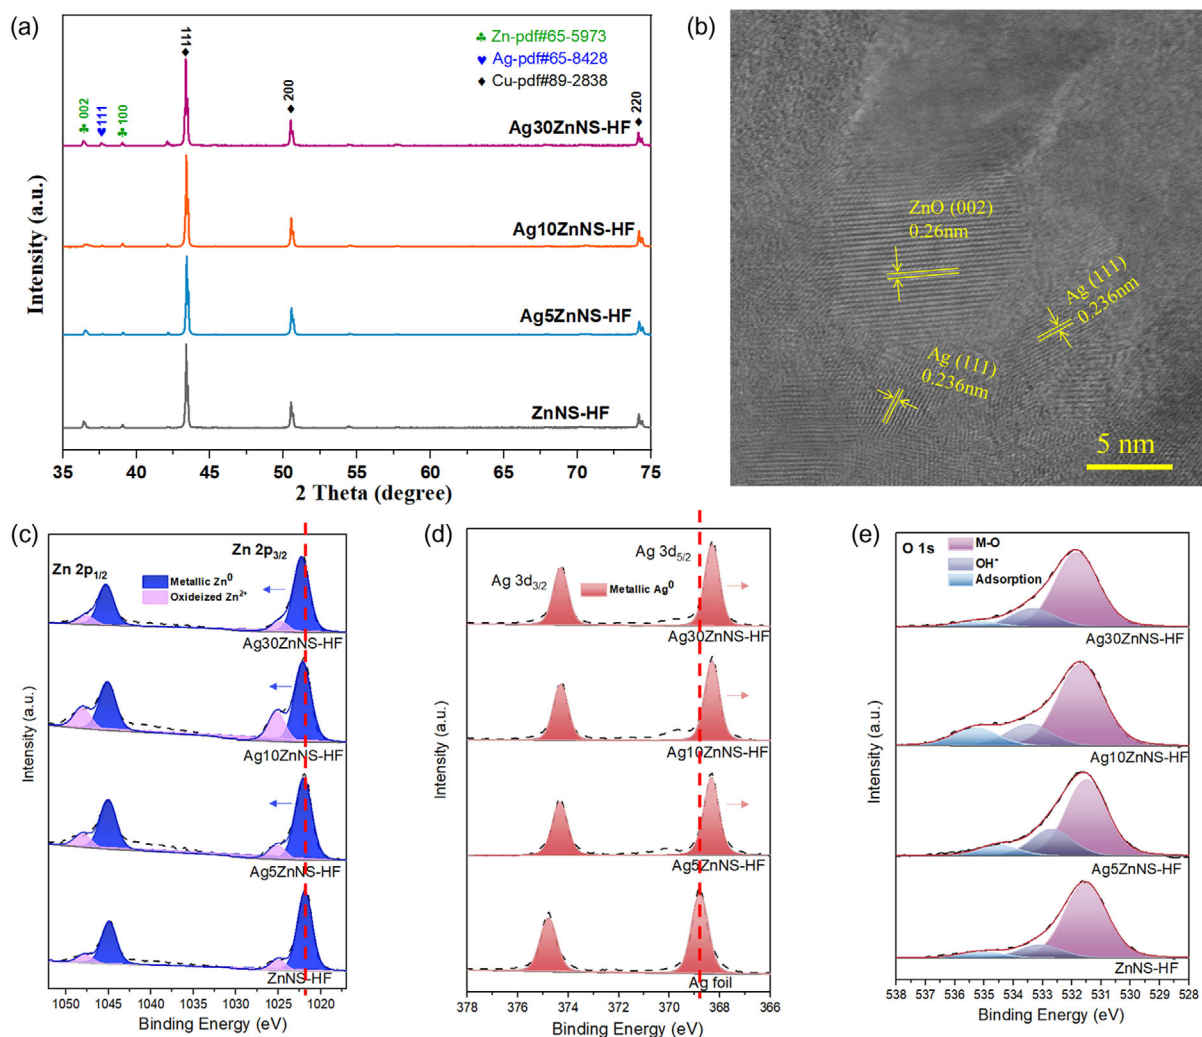 (a)
♣ Zn-pdf#65-5973
♥ Ag-pdf#65-8428
♦ Cu-pdf#89-2838
♣ 002
♥111
♣ 100
♦ 111
♦ 200
♦ 220
Ag30ZnNS-HF
Ag10ZnNS-HF
Ag5ZnNS-HF
ZnNS-HF
Intensity (a.u.)
35 40 45 50 55 60 65 70 75
2 Theta (degree)
(b)
ZnO (002)
0.26nm
Ag (111)
0.236nm
Ag (111)
0.236nm
5 nm
(c)
Zn 2p3/2
Zn 2p1/2
Metallic Zn⁰
Oxideized Zn²⁺
Ag30ZnNS-HF
Ag10ZnNS-HF
Ag5ZnNS-HF
ZnNS-HF
Intensity (a.u.)
1050 1045 1040 1035 1030 1025 1020
Binding Energy (eV)
(d)
Ag 3d5/2
Ag 3d3/2
Metallic Ag⁰
Ag30ZnNS-HF
Ag10ZnNS-HF
Ag5ZnNS-HF
Ag foil
Intensity (a.u.)
378 376 374 372 370 368 366
Binding Energy (eV)
(e)
O 1s
M-O
OH⁻
Adsorption
Ag30ZnNS-HF
Ag10ZnNS-HF
Ag5ZnNS-HF
ZnNS-HF
Intensity (a.u.)
538 537 536 535 534 533 532 531 530 529 528
Binding Energy (eV)